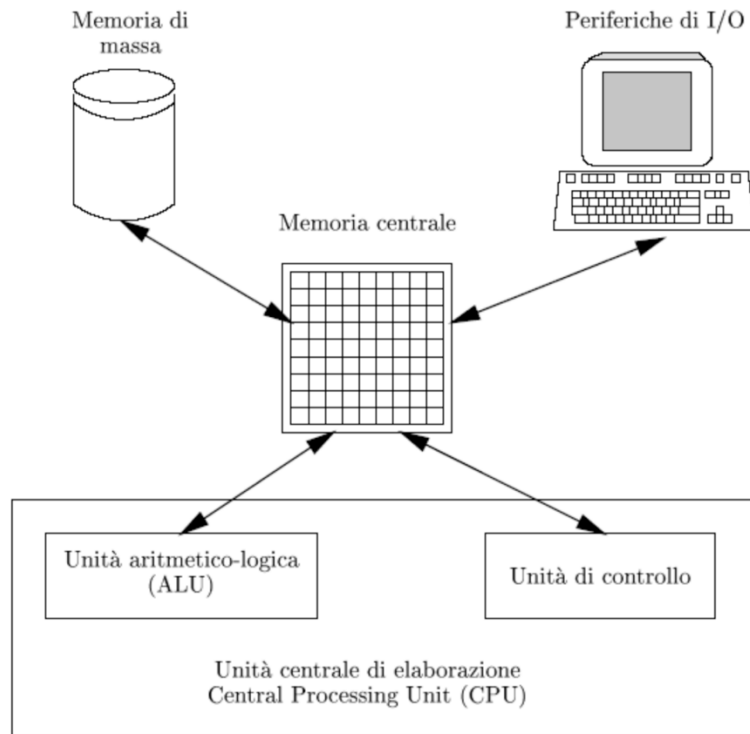 Memoria di
massa
Periferiche di I/O
Memoria centrale
Unità aritmetico-logica
(ALU)
Unità di controllo
Unità centrale di elaborazione
Central Processing Unit (CPU)